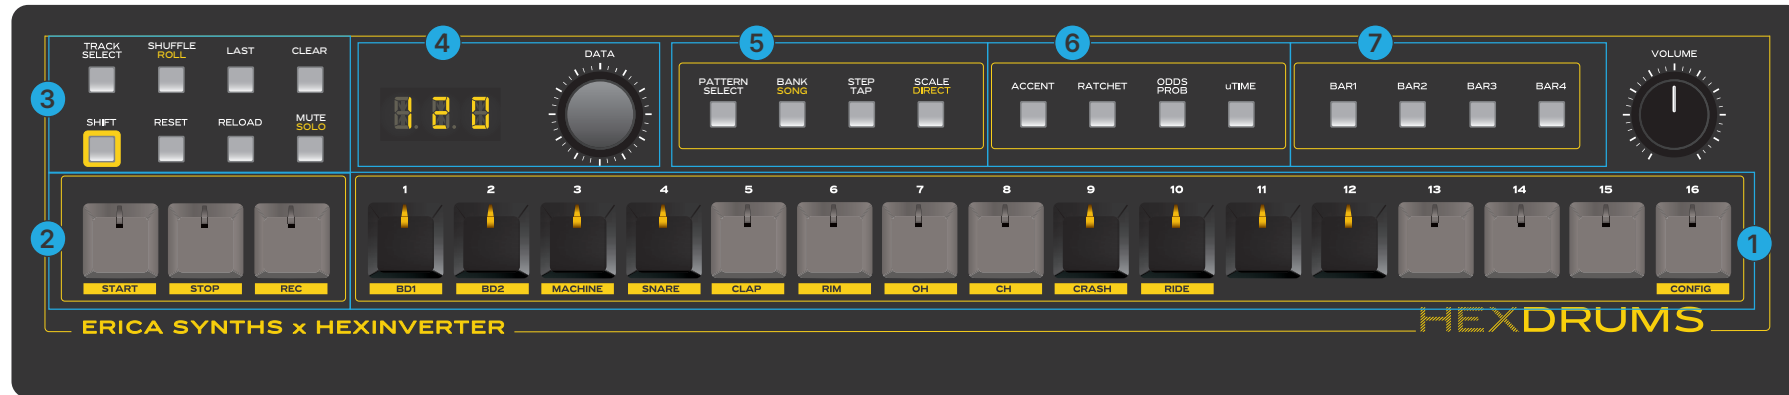 4
5
6
7
TRACK SELECT
SHUFFLE ROLL
LAST
CLEAR
DATA
PATTERN SELECT
BANK SONG
STEP TAP
SCALE DIRECT
ACCENT
RATCHET
ODDS PROB
uTIME
BAR1
BAR2
BAR3
BAR4
VOLUME
3
120
SHIFT
RESET
RELOAD
MUTE SOLO
1 2 3 4 5 6 7 8 9 10 11 12 13 14 15 16
2
1
START
STOP
REC
BD1
BD2
MACHINE
SNARE
CLAP
RIM
OH
CH
CRASH
RIDE
CONFIG
ERICA SYNTHS x HEXINVERTER
HEXDRUMS